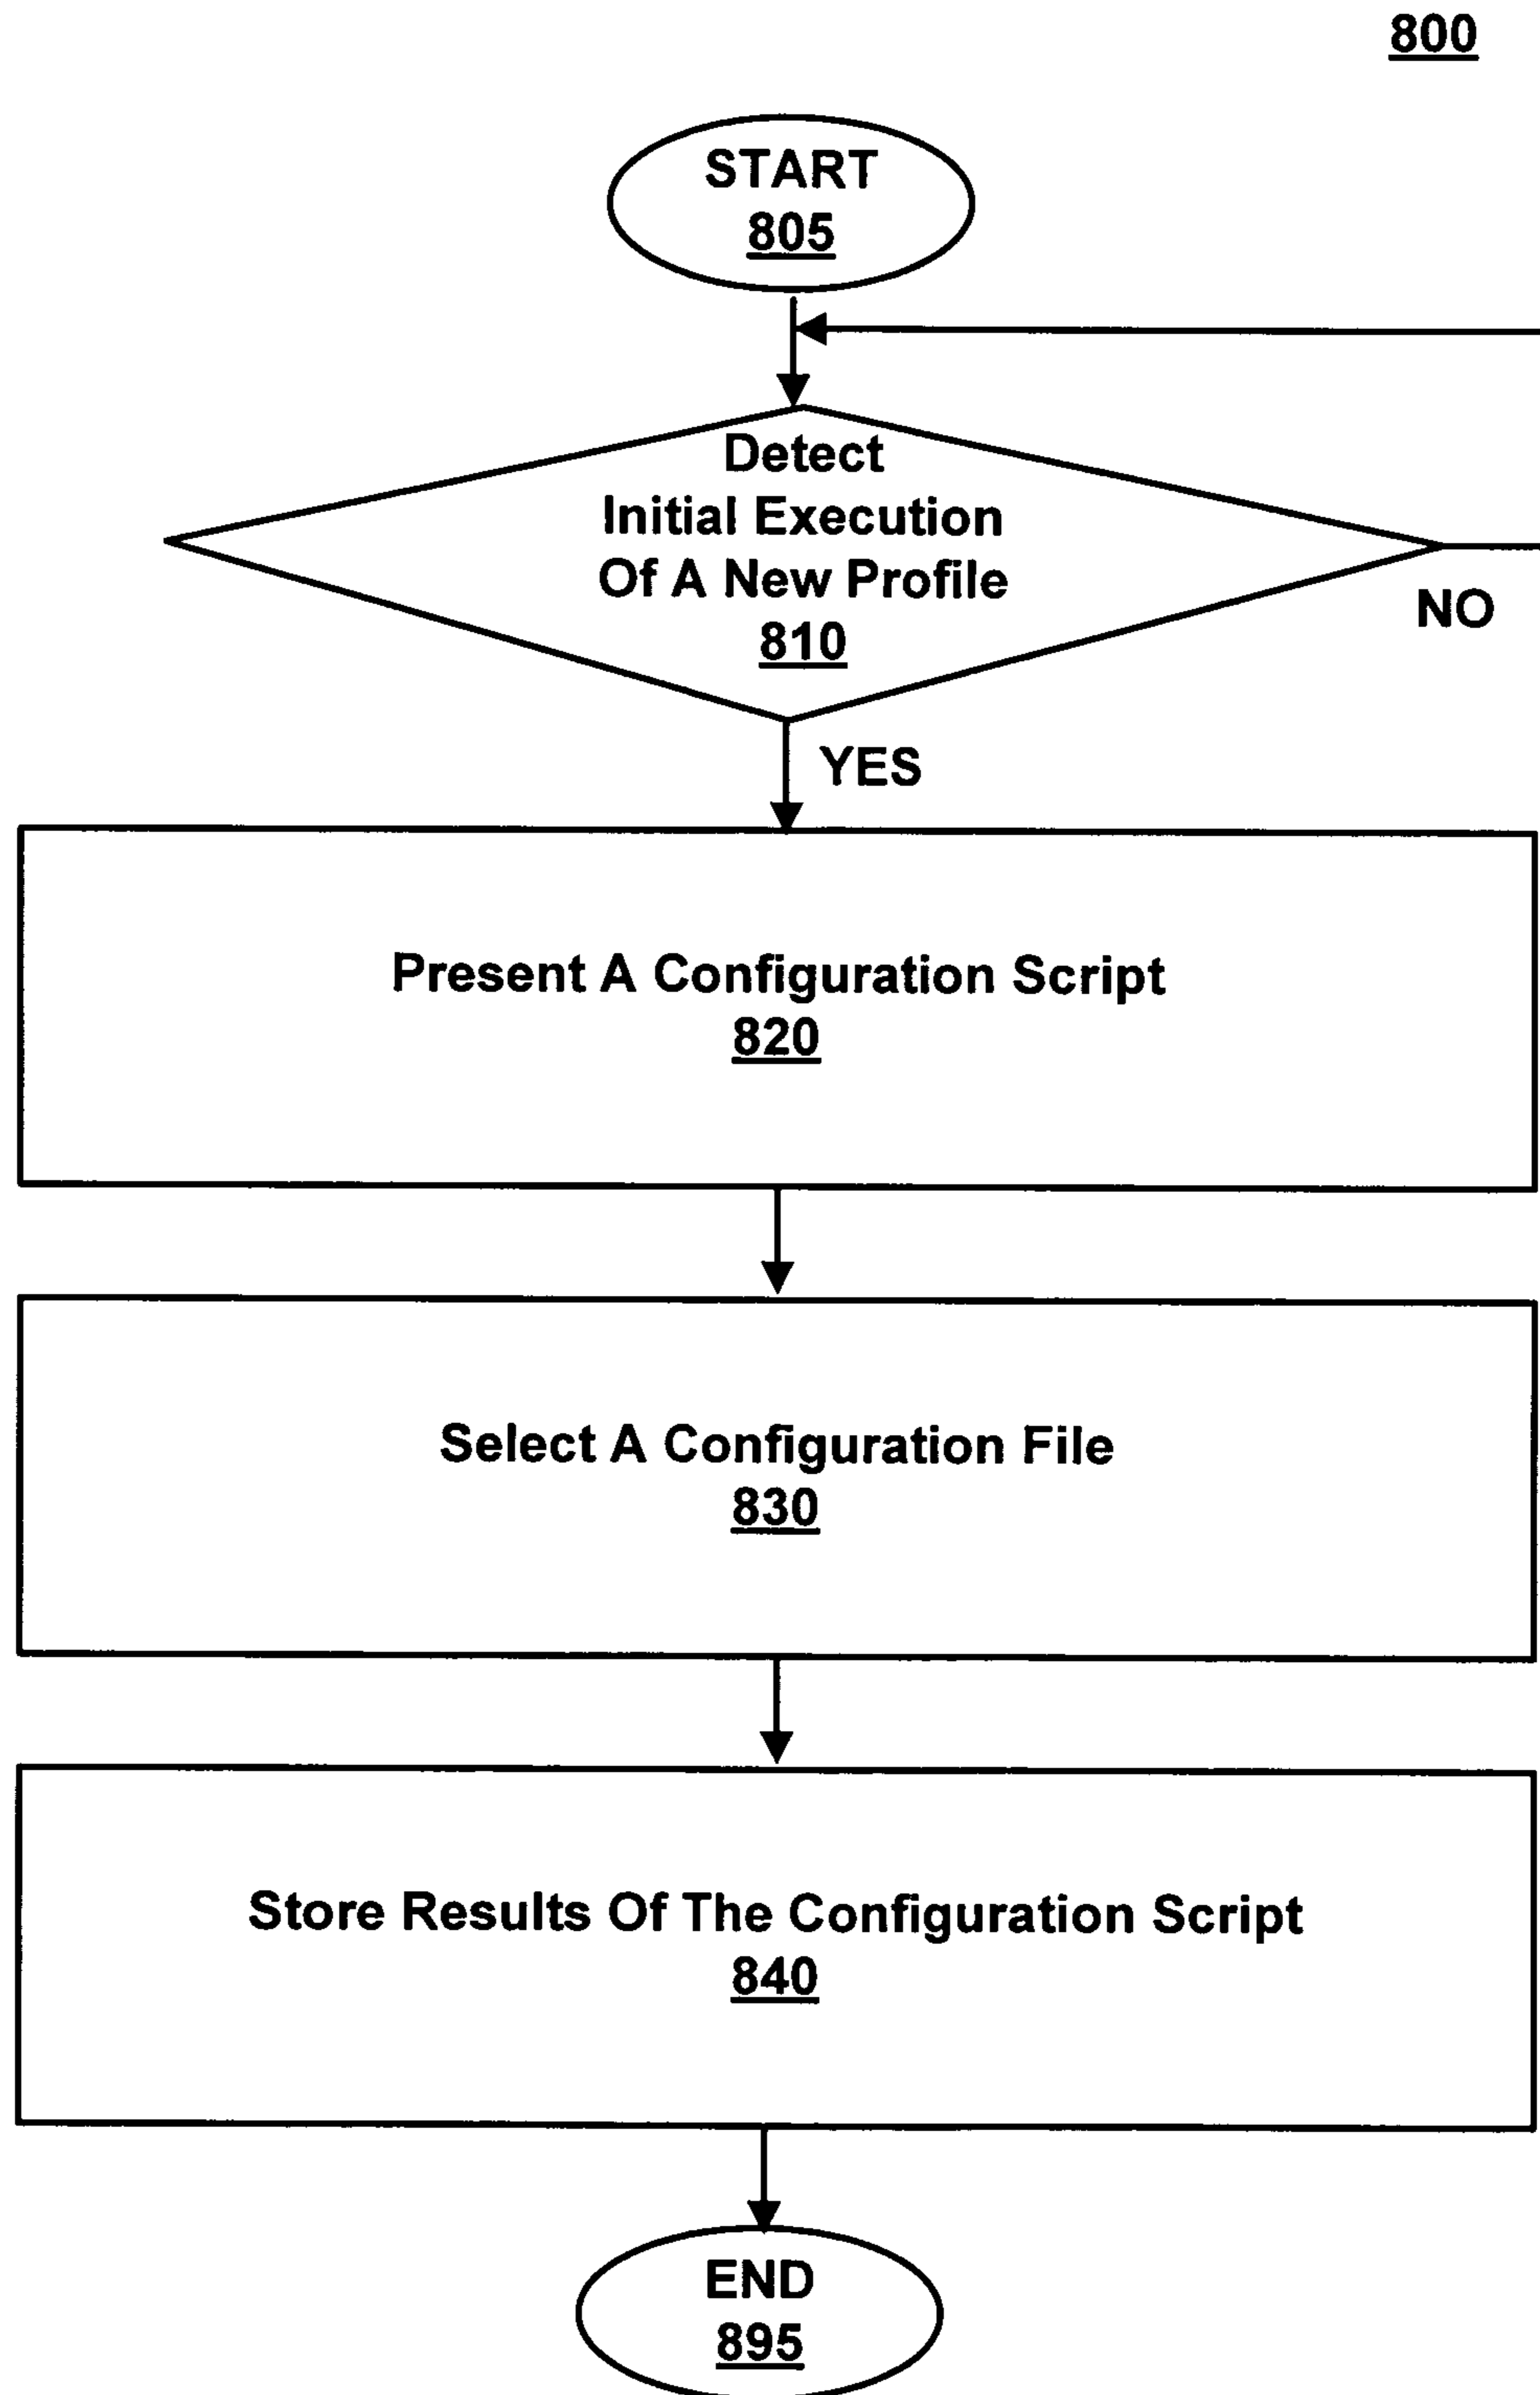 800
START
805
Detect
Initial Execution
Of A New Profile
810
NO
YES
Present A Configuration Script
820
Select A Configuration File
830
Store Results Of The Configuration Script
840
END
895